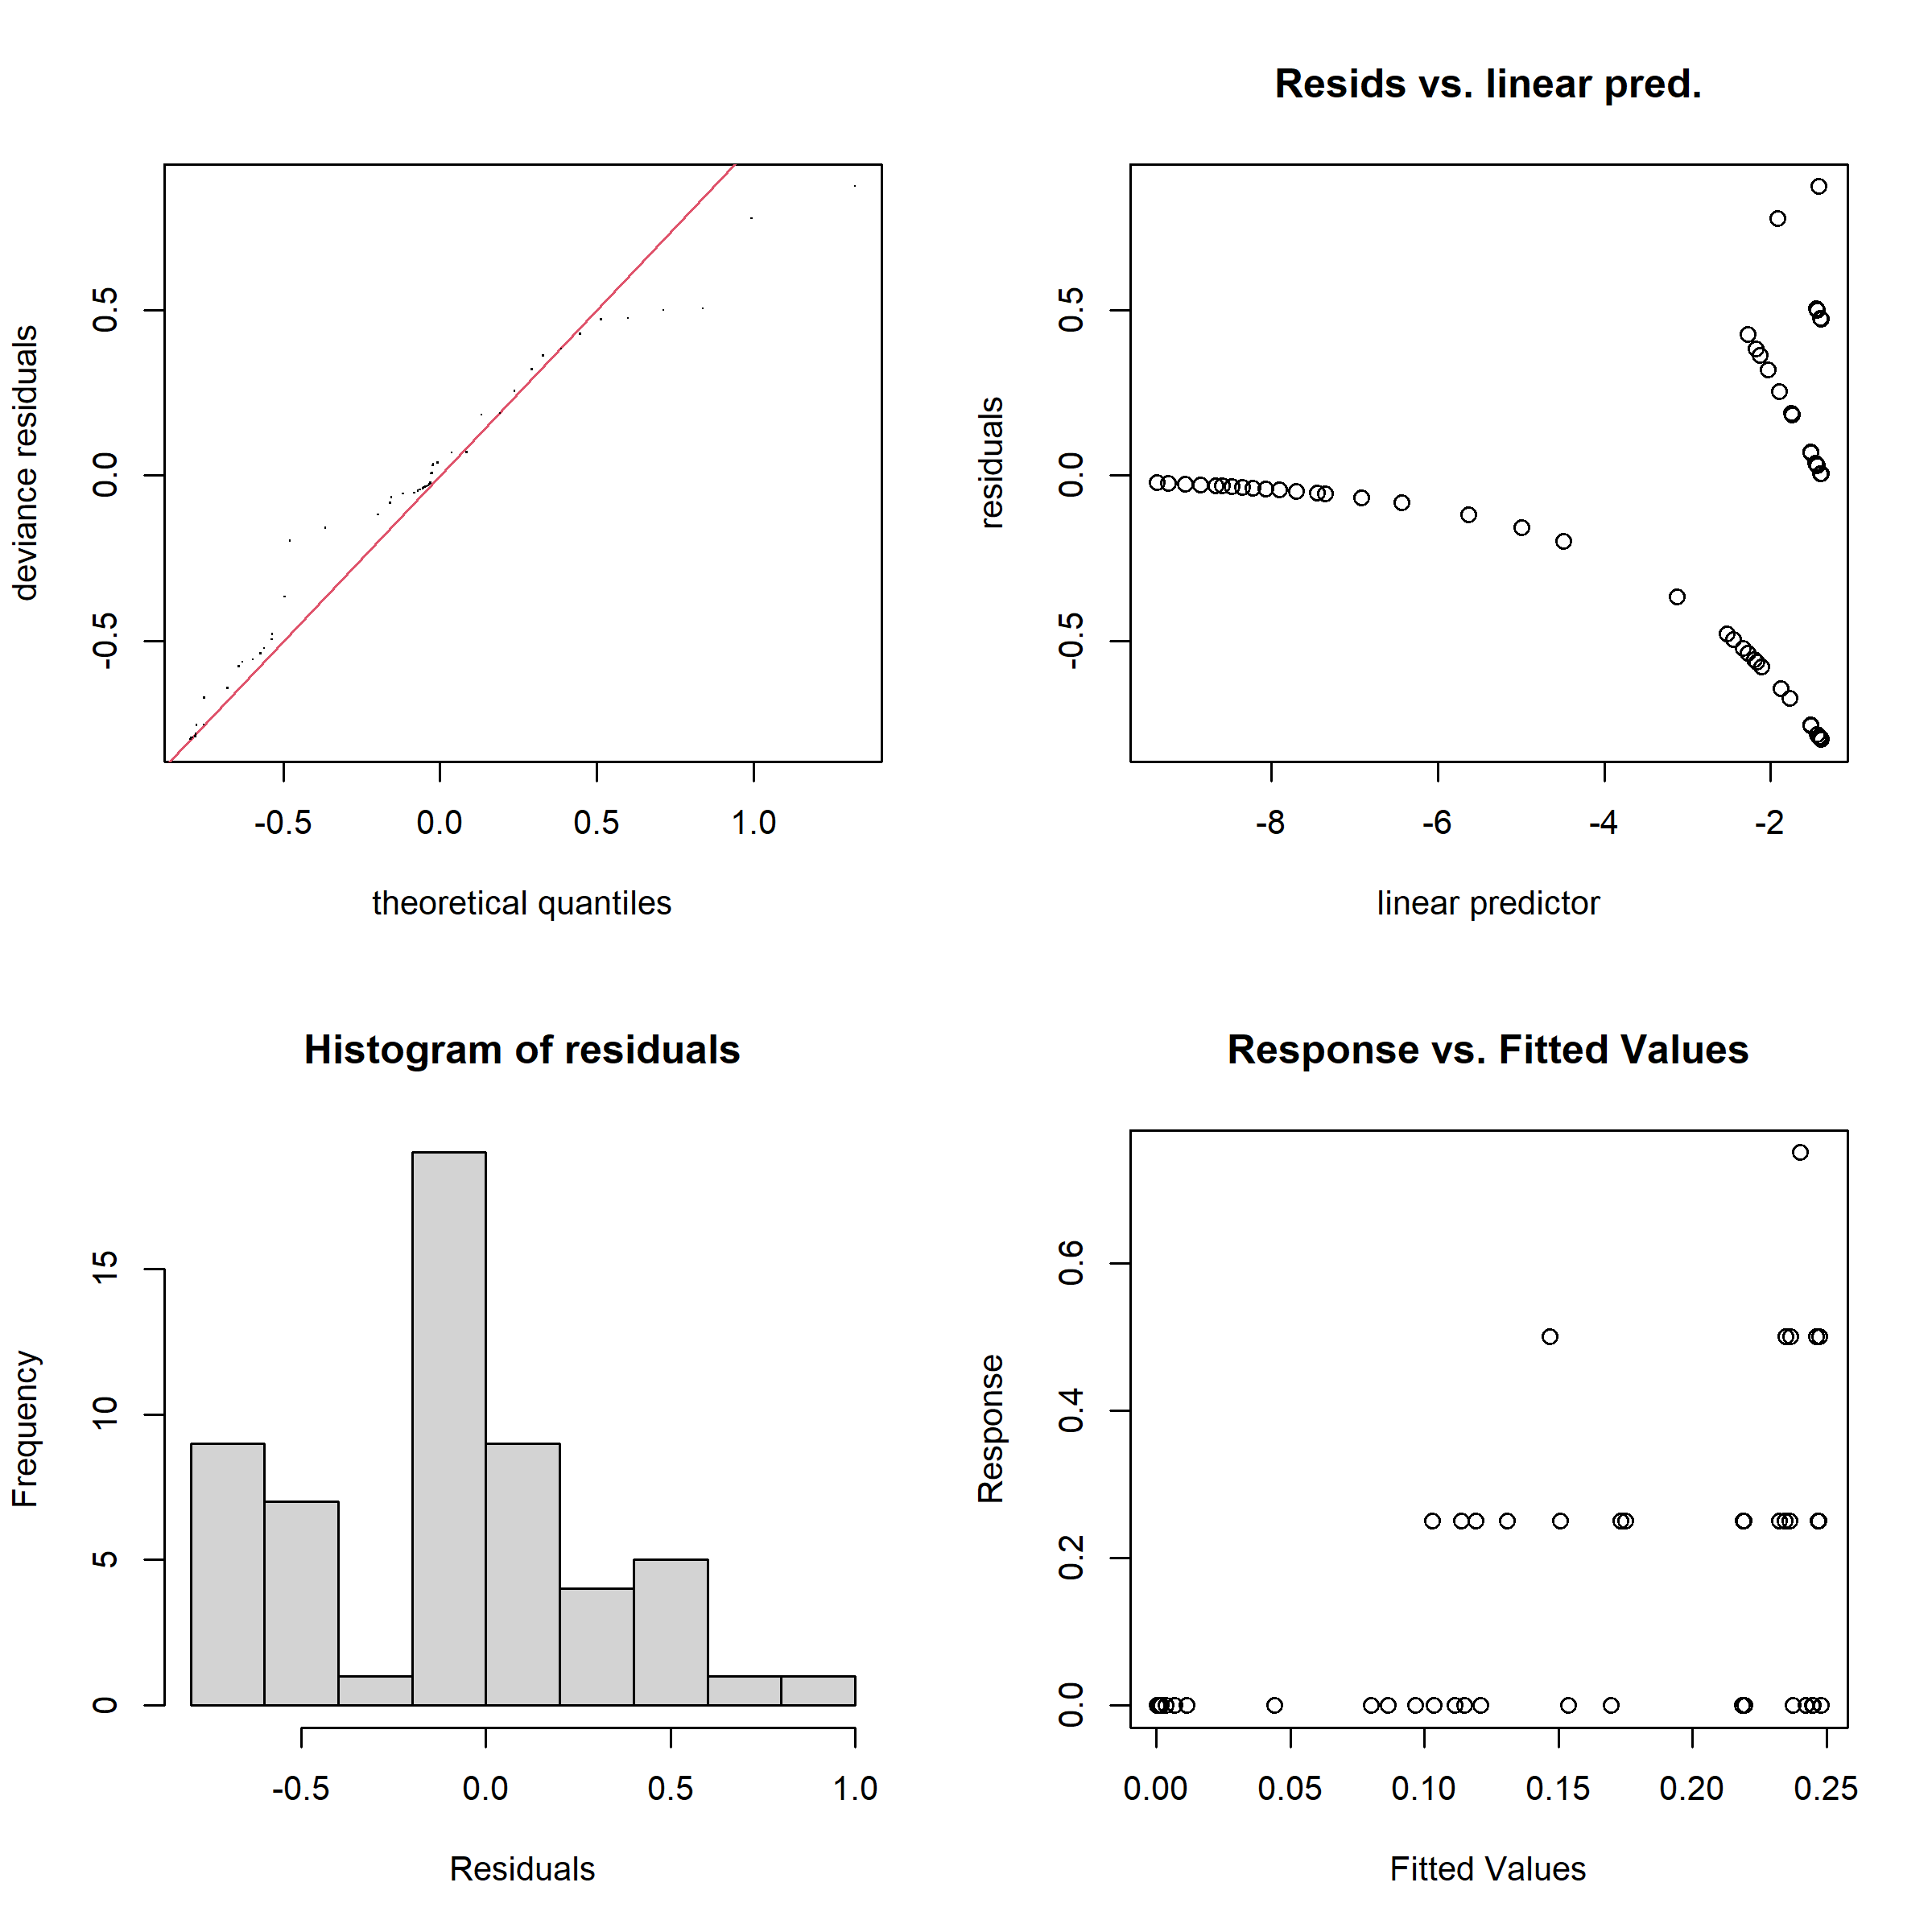 deviance residuals
0.5
0.0
-0.5
-0.5 0.0 0.5 1.0
theoretical quantiles
Resids vs. linear pred.
residuals
0.5
0.0
-0.5
-8 -6 -4 -2
linear predictor
Histogram of residuals
Frequency
15
10
5
0
-0.5 0.0 0.5 1.0
Residuals
Response vs. Fitted Values
Response
0.6
0.4
0.2
0.0
0.00 0.05 0.10 0.15 0.20 0.25
Fitted Values